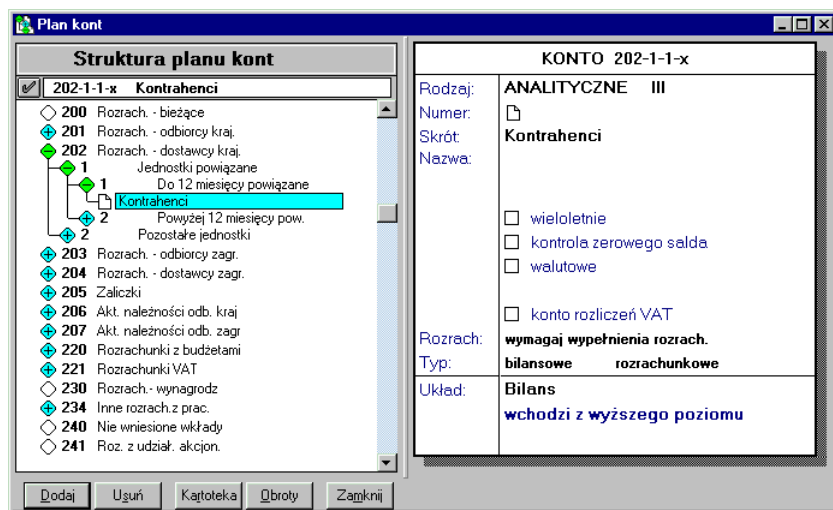 Plan kont
Struktura planu kont
202-1-1-x Kontrahenci
200 Rozrach. - bieżące
201 Rozrach. - odbiorcy kraj.
202 Rozrach. - dostawcy kraj.
1 Jednostki powiązane
1 Do 12 miesięcy powiązane
Kontrahenci
2 Powyżej 12 miesięcy pow.
2 Pozostałe jednostki
203 Rozrach. - odbiorcy zagr.
204 Rozrach. - dostawcy zagr.
205 Zaliczki
206 Akt. należności odb. kraj
207 Akt. należności odb. zagr
220 Rozrachunki z budżetami
221 Rozrachunki VAT
230 Rozrach.- wynagrodz
234 Inne rozrach.z prac.
240 Nie wniesione wkłady
241 Roz. z udział. akcjon.
Dodaj Usuń Kartoteka Obroty Zamknij
KONTO 202-1-1-x
Rodzaj: ANALITYCZNE III
Numer:
Skrót: Kontrahenci
Nazwa:
wieloletnie
kontrola zerowego salda
walutowe
konto rozliczeń VAT
Rozrach: wymagaj wypełnienia rozrach.
Typ: bilansowe rozrachunkowe
Układ: Bilans
wchodzi z wyższego poziomu